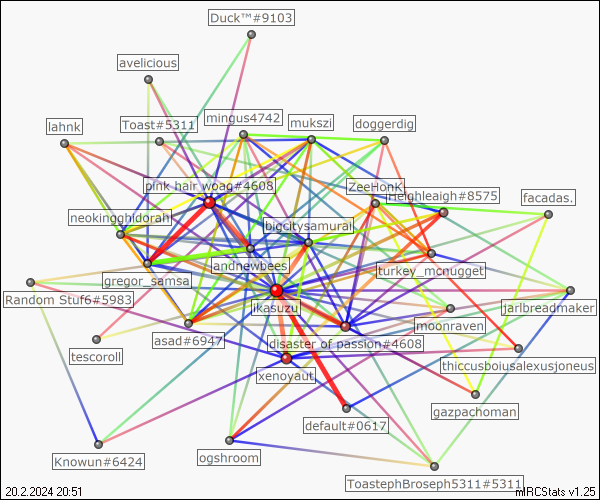 Duck™#9103
avelicious
mingus4742
Toast#5311
mukszi
doggerdig
lahnk
pink hair woag#4608
ZeeHonK
Heighleaigh#8575
facadas.
neokingghidorah
bigcitysamurai
jandnewbees
turkey_mcnugget
gregor_samsa
Random Stuf6#5983
ikasuzu
jarlbreadmaker
moonraven
asad#6947
disaster of passion#4608
tescoroll
thiccusboiusalexusjoneus
xenoyaut
gazpachoman
default#0617
ogshroom
Knowun#6424
ToastephBroseph5311#5311
20.2.2024 20:51
mIRCStats v1.25